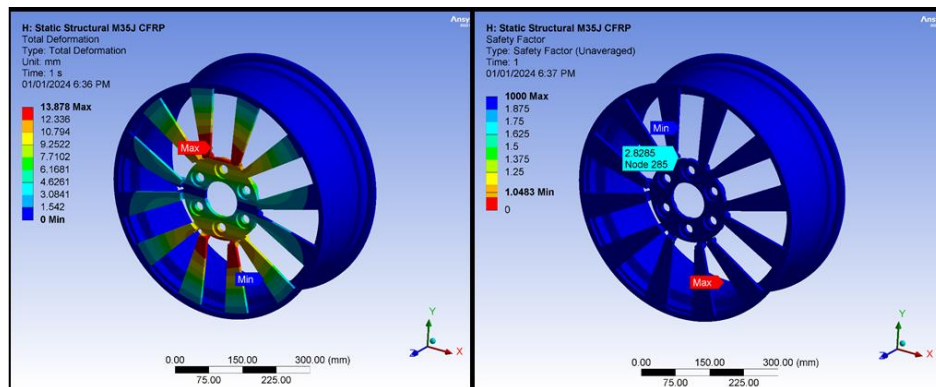 H: Static Structural M35J CFRP
Total Deformation
Type: Total Deformation
Unit: mm
Time: 1 s
01/01/2024 6:36 PM
13.878 Max
12.336
10.794
9.2522
7.7102
6.1681
4.6261
3.0841
1.542
0 Min
Max
Min
Y
Z
X
0.00 150.00 300.00 (mm)
75.00 225.00
H: Static Structural M35J CFRP
Safety Factor
Type: Safety Factor (Unaveraged)
Time: 1
01/01/2024 6:37 PM
1000 Max
1.875
1.75
1.625
1.5
1.375
1.25
1.0483 Min
0
Min
2.8285
Node 285
Max
Y
Z
X
0.00 150.00 300.00 (mm)
75.00 225.00